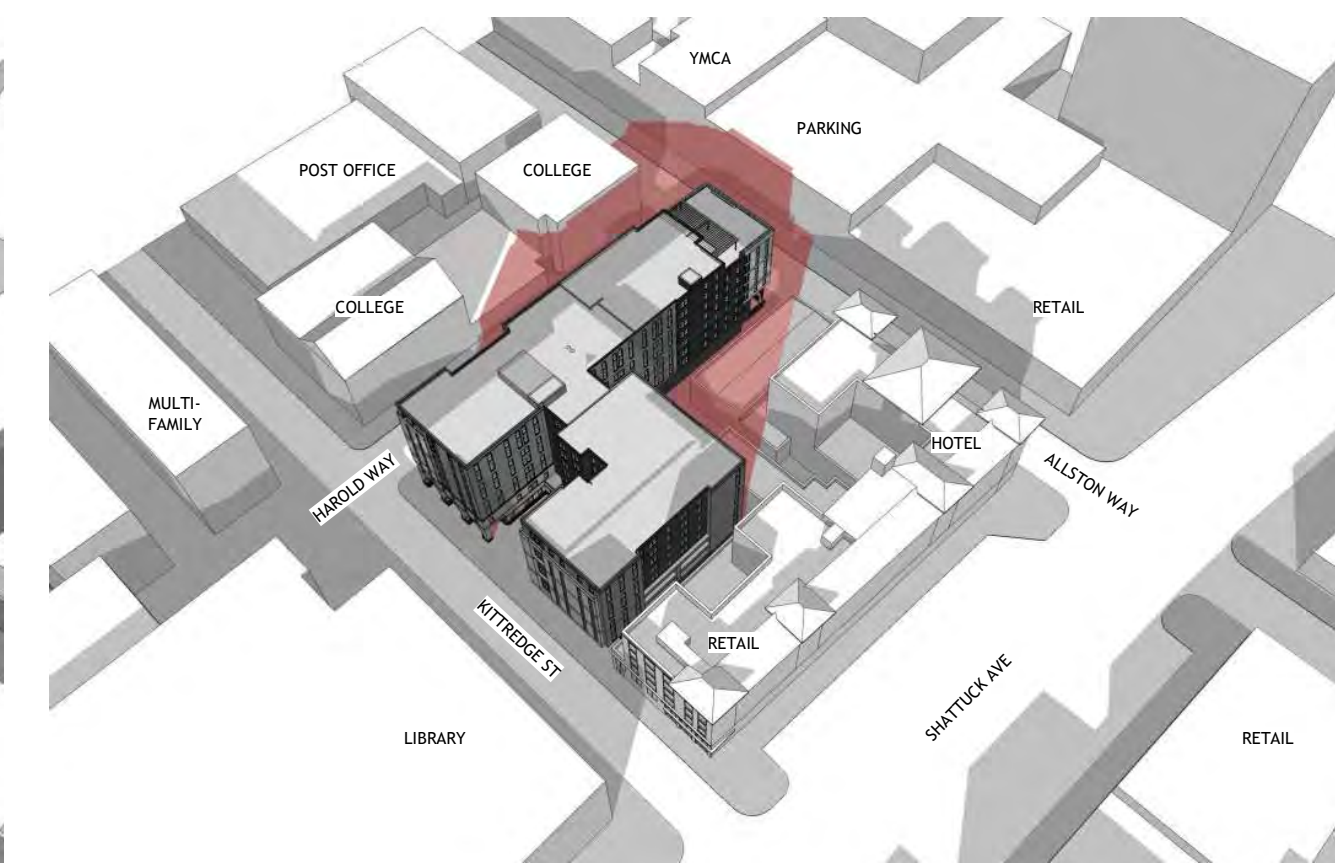 YMCA
PARKING
POST OFFICE
COLLEGE
COLLEGE
RETAIL
MULTI-
FAMILY
HAROLD WAY
HOTEL
ALLSTON WAY
KITTREDGE ST
RETAIL
SHATTUCK AVE
LIBRARY
RETAIL